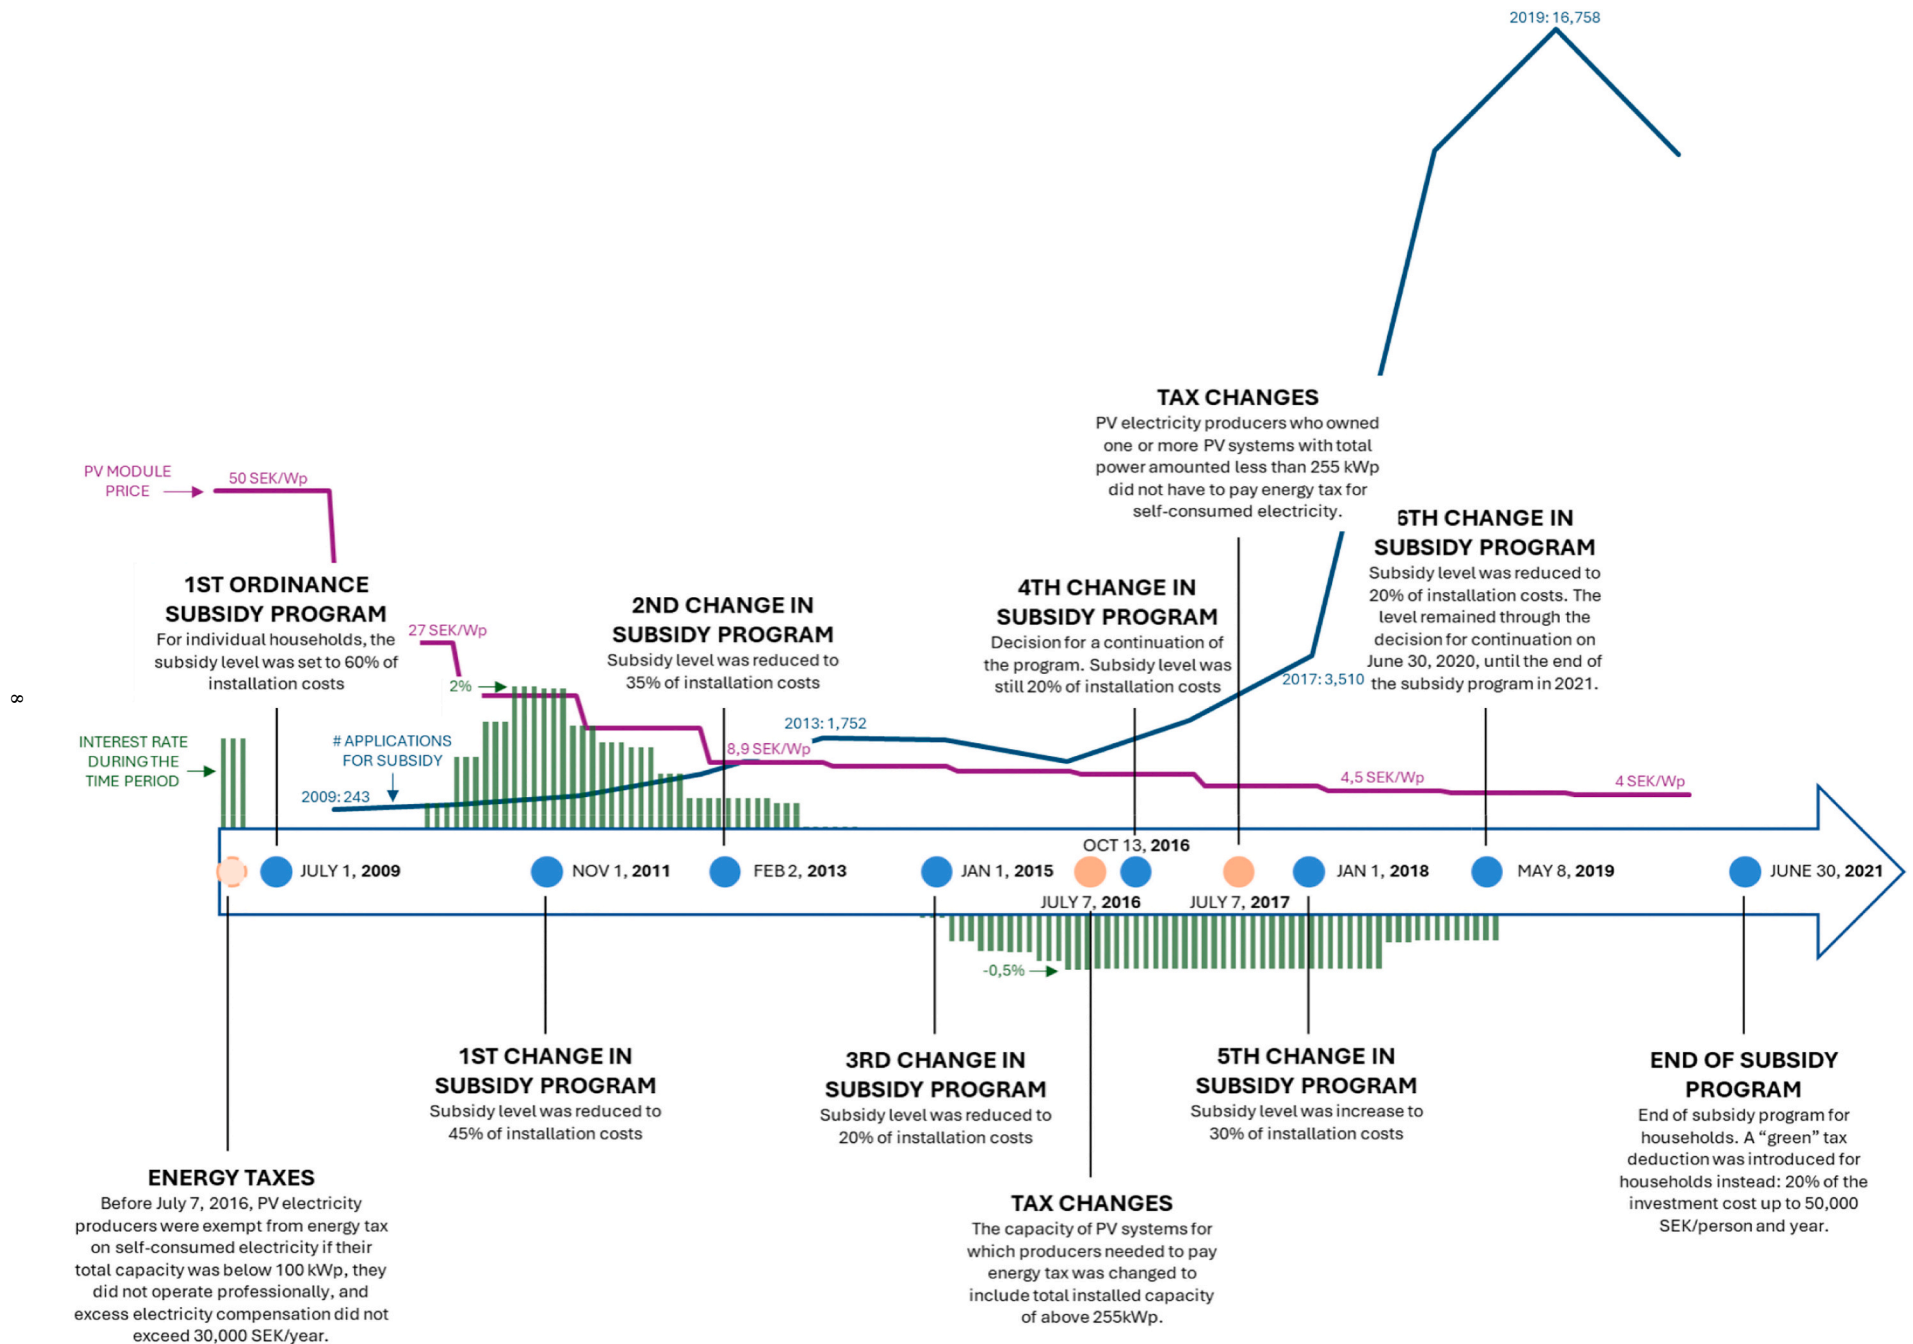 2019: 16,758
TAX CHANGES
PV electricity producers who owned
one or more PV systems with total
power amounted less than 255 kWp
did not have to pay energy tax for
self-consumed electricity.
PV MODULE
PRICE
50 SEK/Wp
1ST ORDINANCE
SUBSIDY PROGRAM
For individual households, the
subsidy level was set to 60% of
installation costs
27 SEK/Wp
2%
2ND CHANGE IN
SUBSIDY PROGRAM
Subsidy level was reduced to
35% of installation costs
4TH CHANGE IN
SUBSIDY PROGRAM
Decision for a continuation of
the program. Subsidy level was
still 20% of installation costs
6TH CHANGE IN
SUBSIDY PROGRAM
Subsidy level was reduced to
20% of installation costs. The
level remained through the
decision for continuation on
June 30, 2020, until the end of
the subsidy program in 2021.
2017: 3,510
8
INTEREST RATE
DURING THE
TIME PERIOD
# APPLICATIONS
FOR SUBSIDY
2009: 243
2013: 1,752
8,9 SEK/Wp
4,5 SEK/Wp
4 SEK/Wp
JULY 1, 2009
NOV 1, 2011
FEB 2, 2013
JAN 1, 2015
OCT 13, 2016
JULY 7, 2016
JULY 7, 2017
JAN 1, 2018
MAY 8, 2019
JUNE 30, 2021
-0,5%
1ST CHANGE IN
SUBSIDY PROGRAM
Subsidy level was reduced to
45% of installation costs
3RD CHANGE IN
SUBSIDY PROGRAM
Subsidy level was reduced to
20% of installation costs
5TH CHANGE IN
SUBSIDY PROGRAM
Subsidy level was increase to
30% of installation costs
END OF SUBSIDY
PROGRAM
End of subsidy program for
households. A “green” tax
deduction was introduced for
households instead: 20% of the
investment cost up to 50,000
SEK/person and year.
ENERGY TAXES
Before July 7, 2016, PV electricity
producers were exempt from energy tax
on self-consumed electricity if their
total capacity was below 100 kWp, they
did not operate professionally, and
excess electricity compensation did not
exceed 30,000 SEK/year.
TAX CHANGES
The capacity of PV systems for
which producers needed to pay
energy tax was changed to
include total installed capacity
of above 255kWp.